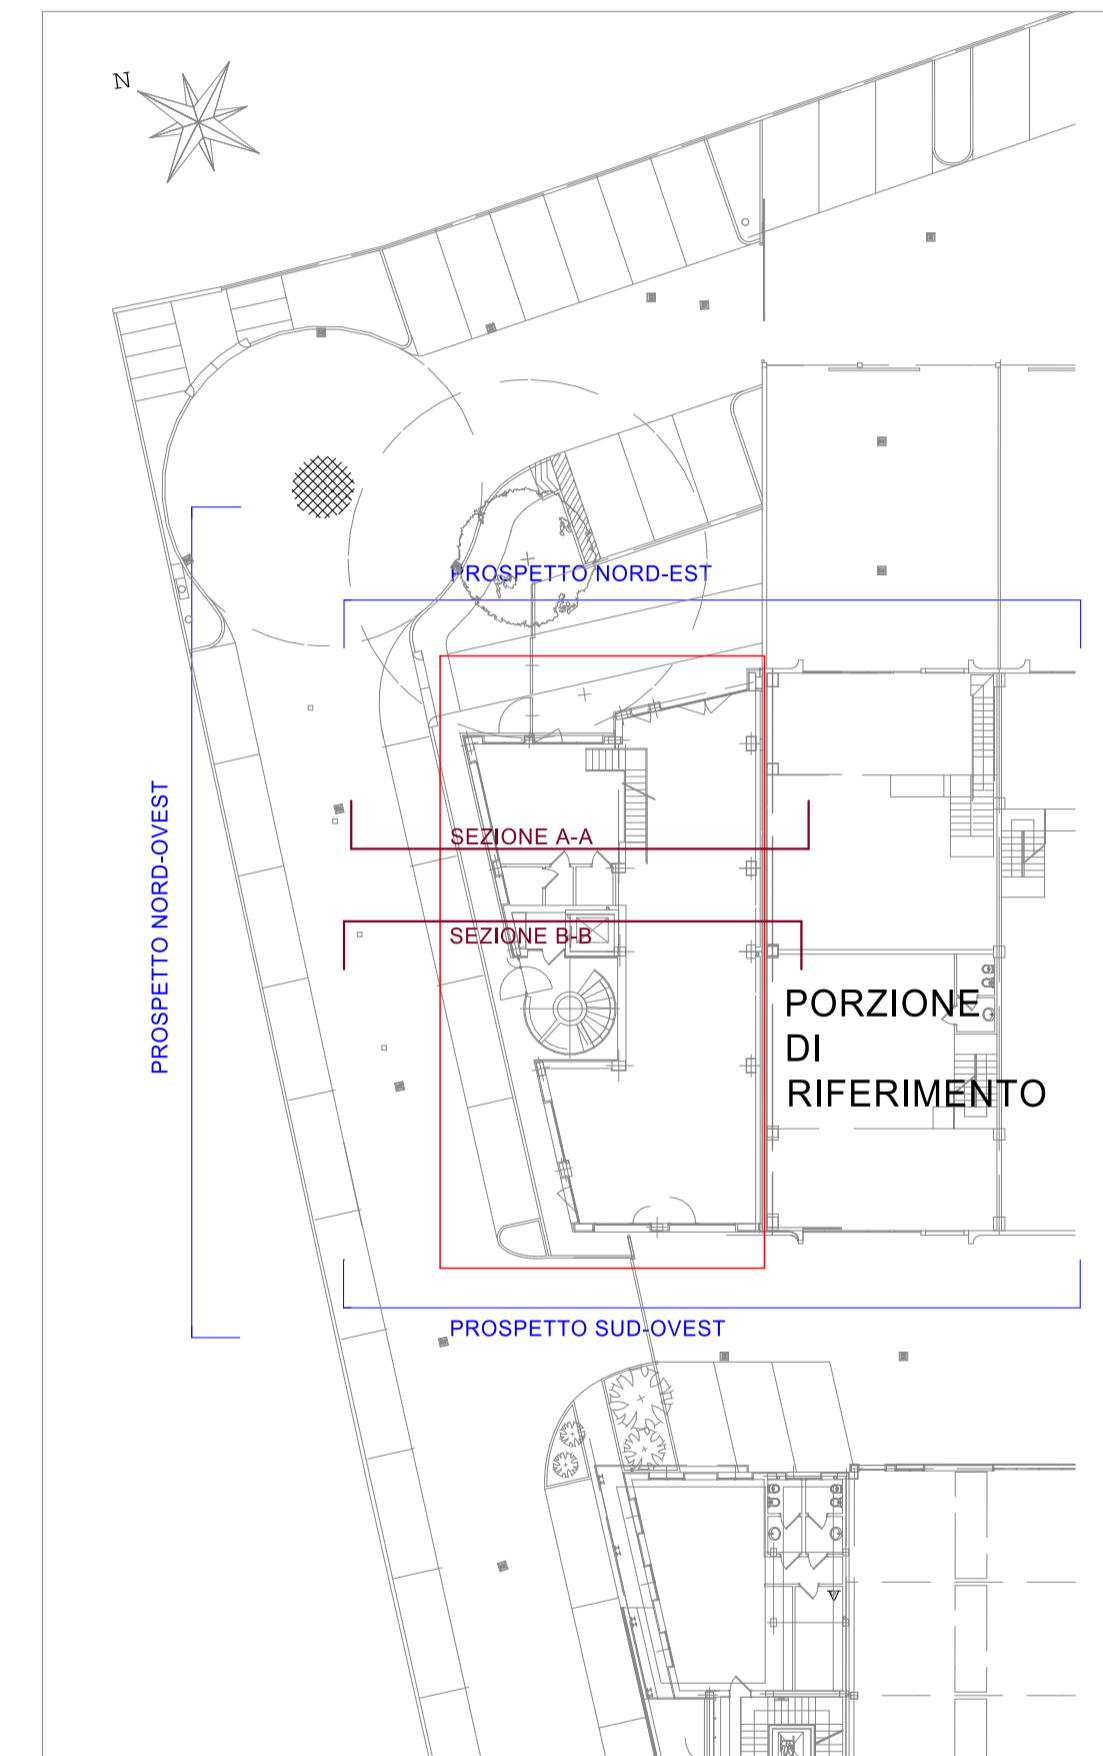 N
PROSPETTO NORD-EST
PROSPETTO NORD-OVEST
SEZIONE A-A
SEZIONE B-B
PORZIONE
DI
RIFERIMENTO
PROSPETTO SUD-OVEST